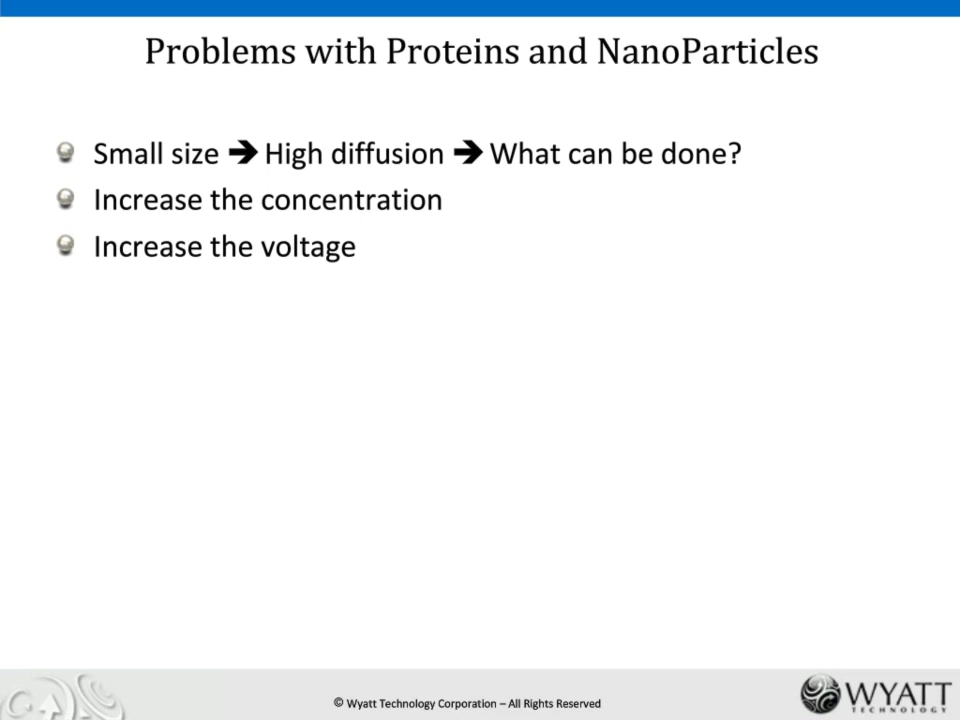 Problems with Proteins and NanoParticles
Small size ➔ High diffusion ➔ What can be done?
Increase the concentration
Increase the voltage
© Wyatt Technology Corporation – All Rights Reserved
WYATT
TECHNOLOGY